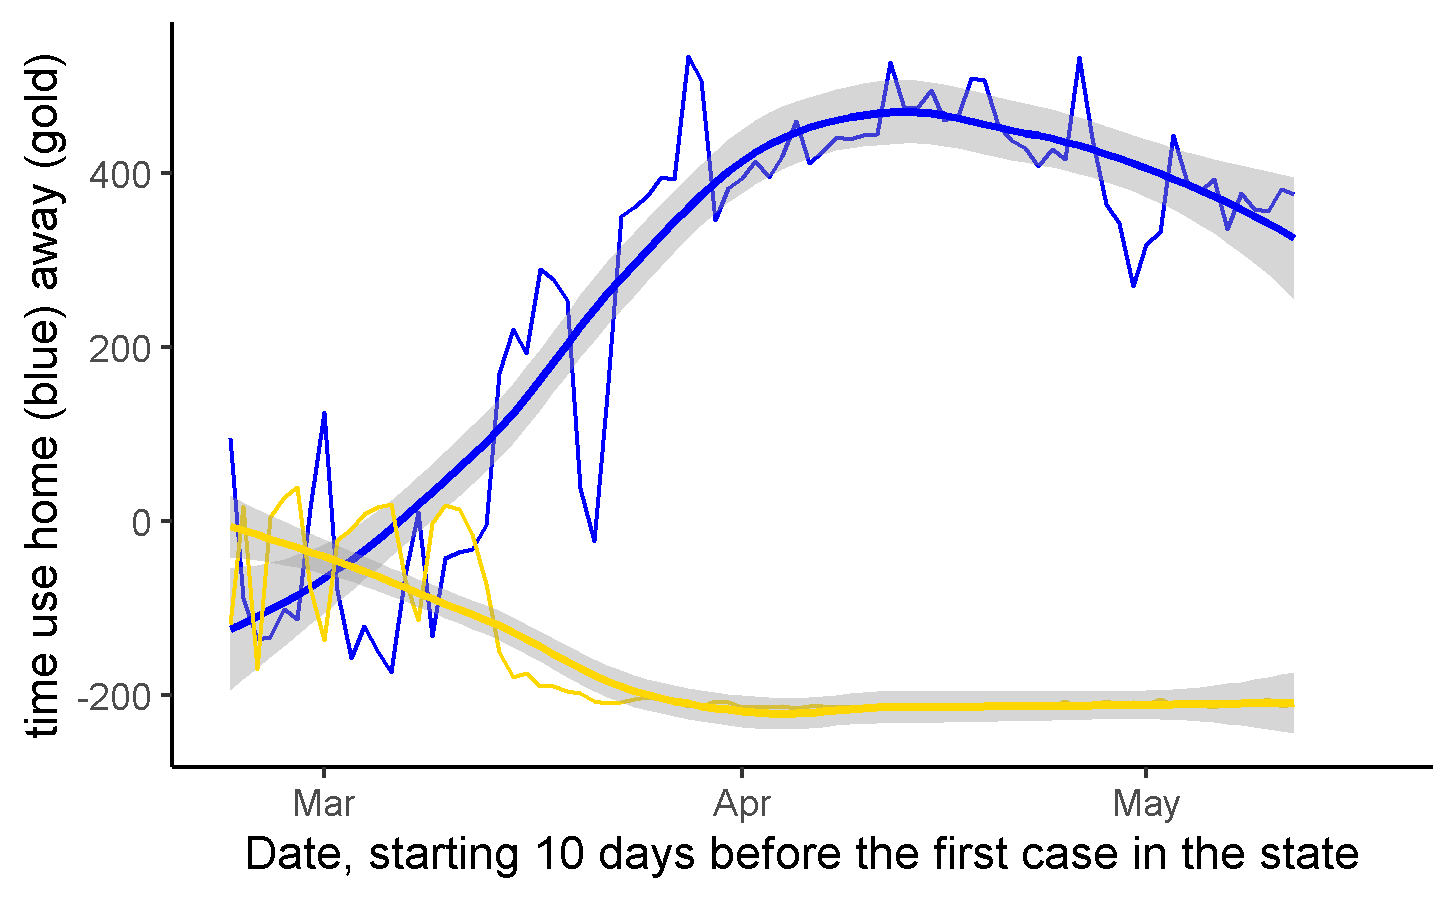 time use home (blue) away (gold)
400
200
0
-200
Mar Apr May
Date, starting 10 days before the first case in the state